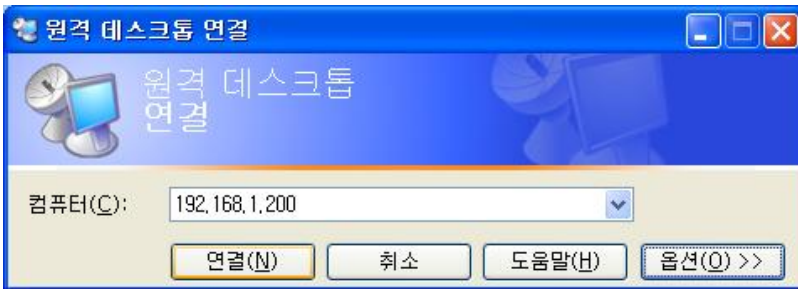 원격 데스크톱 연결
원격 데스크톱
연결
컴퓨터(C): 192,168,1,200
연결(N) 취소 도움말(H) 옵션(O) >>